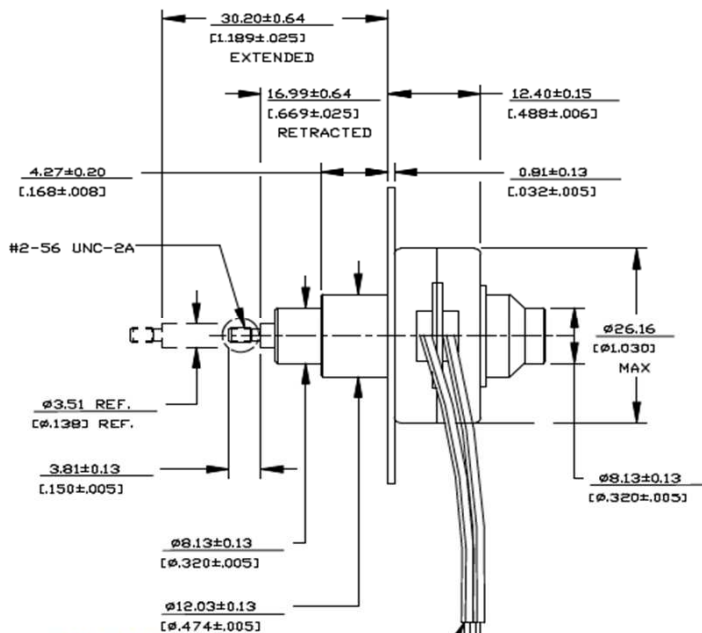 30.20±0.64
[1.189±.025]
EXTENDED
16.99±0.64
[.669±.025]
RETRACTED
12.40±0.15
[.488±.006]
4.27±0.20
[.168±.008]
0.81±0.13
[.032±.005]
#2-56 UNC-2A
ø26.16
[ø1.030]
MAX
ø3.51 REF.
[ø.138] REF.
3.81±0.13
[.150±.005]
ø8.13±0.13
[ø.320±.005]
ø8.13±0.13
[ø.320±.005]
ø12.03±0.13
[ø.474±.005]